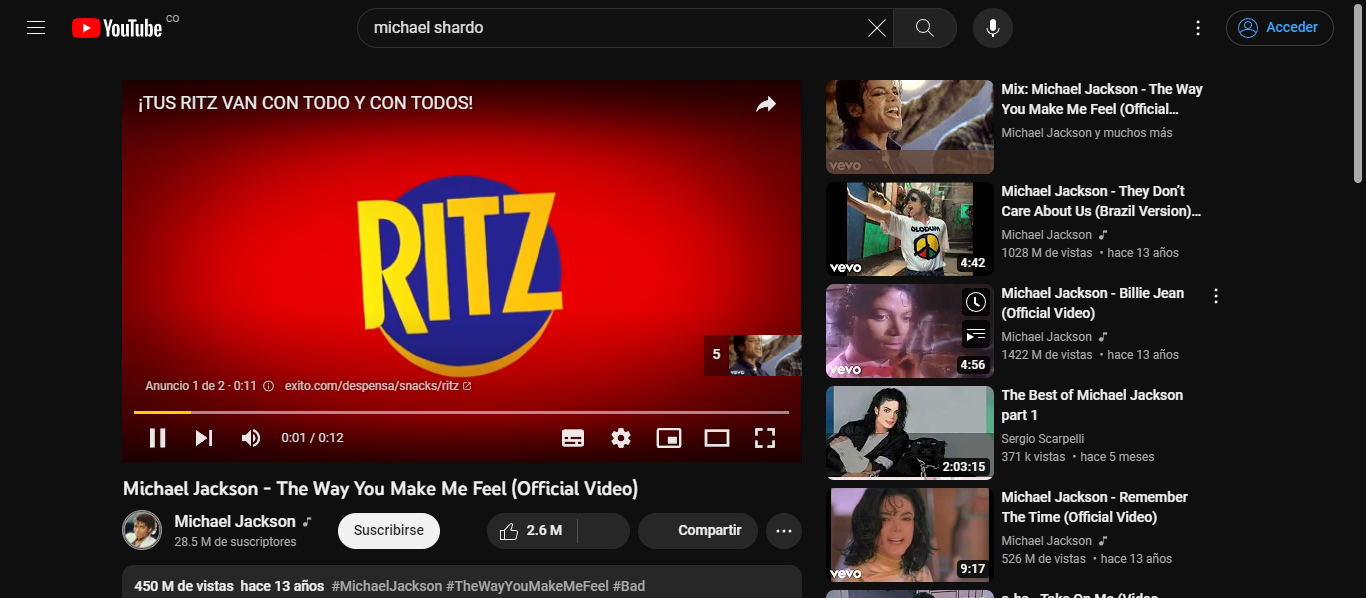 YouTube
CO
michael shardo
Acceder
¡TUS RITZ VAN CON TODO Y CON TODOS!
RITZ
5
vevo
Anuncio 1 de 2 · 0:11
exito.com/despensa/snacks/ritz
0:01 / 0:12
Michael Jackson - The Way You Make Me Feel (Official Video)
Michael Jackson
28.5 M de suscriptores
Suscribirse
2.6 M
Compartir
450 M de vistas hace 13 años #MichaelJackson #TheWayYouMakeMeFeel #Bad
vevo
Mix: Michael Jackson - The Way
You Make Me Feel (Official...
Michael Jackson y muchos más
OLODUM
vevo
4:42
Michael Jackson - They Don’t
Care About Us (Brazil Version)...
Michael Jackson
1028 M de vistas • hace 13 años
vevo
4:56
Michael Jackson - Billie Jean
(Official Video)
Michael Jackson
1422 M de vistas • hace 13 años
2:03:15
The Best of Michael Jackson
part 1
Sergio Scarpelli
371 k vistas • hace 5 meses
vevo
9:17
Michael Jackson - Remember
The Time (Official Video)
Michael Jackson
526 M de vistas • hace 13 años
a-ha - Take On Me (Video